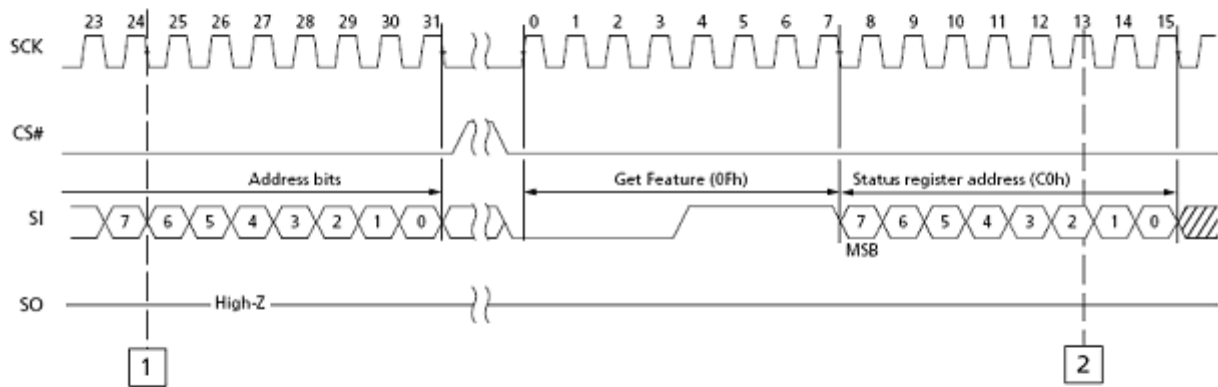 23 24 25 26 27 28 29 30 31 0 1 2 3 4 5 6 7 8 9 10 11 12 13 14 15
SCK
CS#
Address bits Get Feature (0Fh) Status register address (C0h)
SI 7 6 5 4 3 2 1 0 7 6 5 4 3 2 1 0
MSB
SO High-Z
1 2